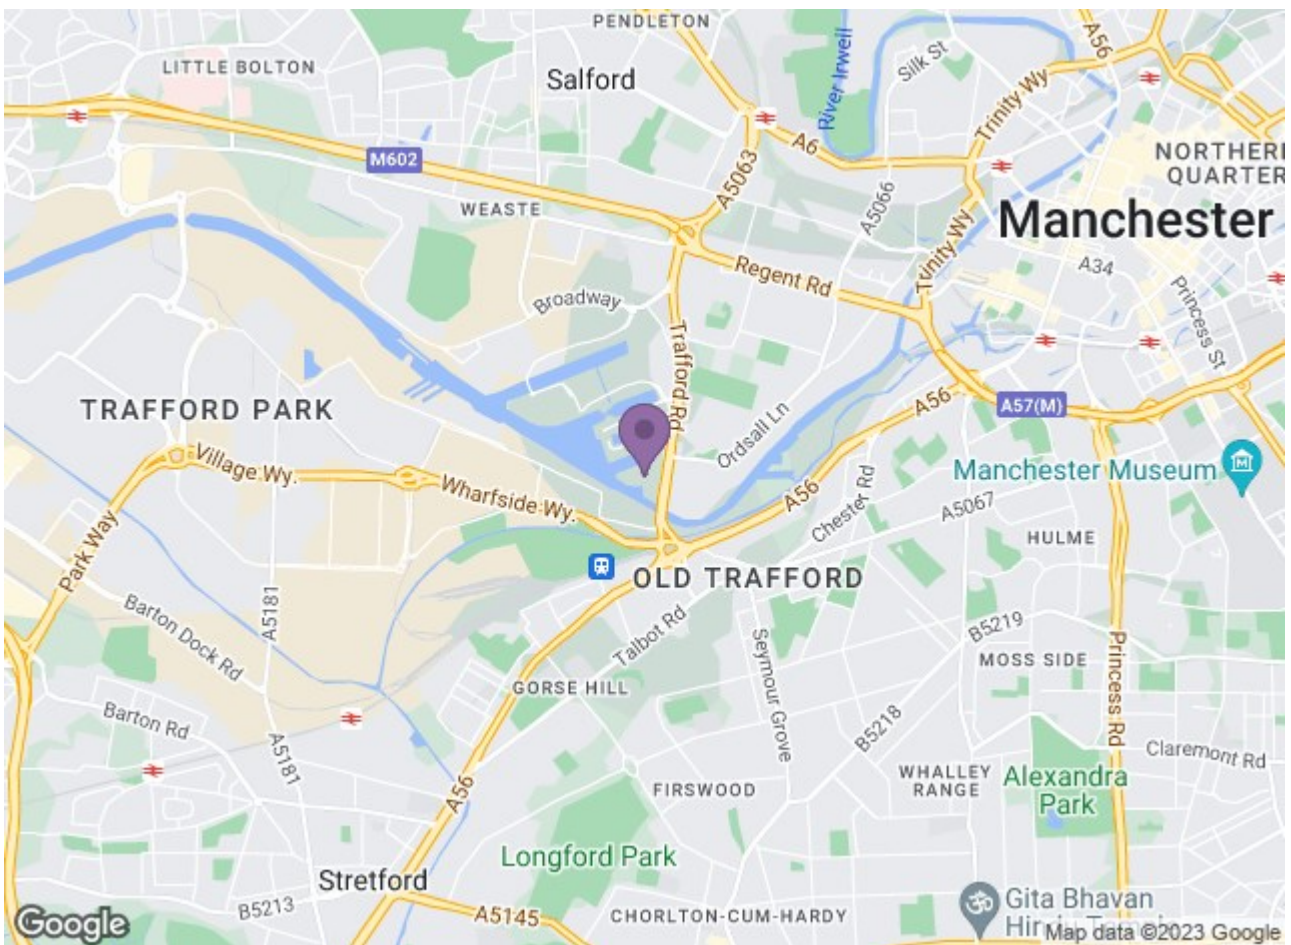 PENDLETON
A56
LITTLE BOLTON
Salford
River Irwell
Silk St
Trinity Wy
M602
A6
A5063
NORTHERN
QUARTER
WEASTE
A5066
Manchester
Trinity Wy
A34
Regent Rd
Broadway
Princess St
Trafford Rd
TRAFFORD PARK
A56
A57(M)
Ordsall Ln
Village Wy.
Wharfside Wy.
Manchester Museum
A56
Chester Rd
A5067
Park Way
HULME
OLD TRAFFORD
Barton Dock Rd
A5181
Talbot Rd
B5219
Seymour Grove
MOSS SIDE
Princess Rd
GORSE HILL
Barton Rd
B5218
A5181
Claremont Rd
A56
FIRSWOOD
WHALLEY
RANGE
Alexandra
Park
Longford Park
Stretford
B5213
A5145
CHORLTON-CUM-HARDY
Gita Bhavan
Google
Map data ©2023 Google